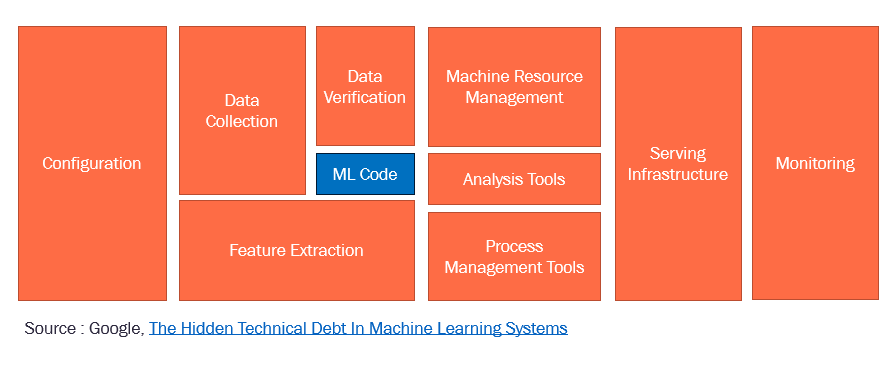 Configuration
Data
Collection
Data
Verification
ML Code
Feature Extraction
Machine Resource
Management
Analysis Tools
Process
Management Tools
Serving
Infrastructure
Monitoring
Source : Google, The Hidden Technical Debt In Machine Learning Systems